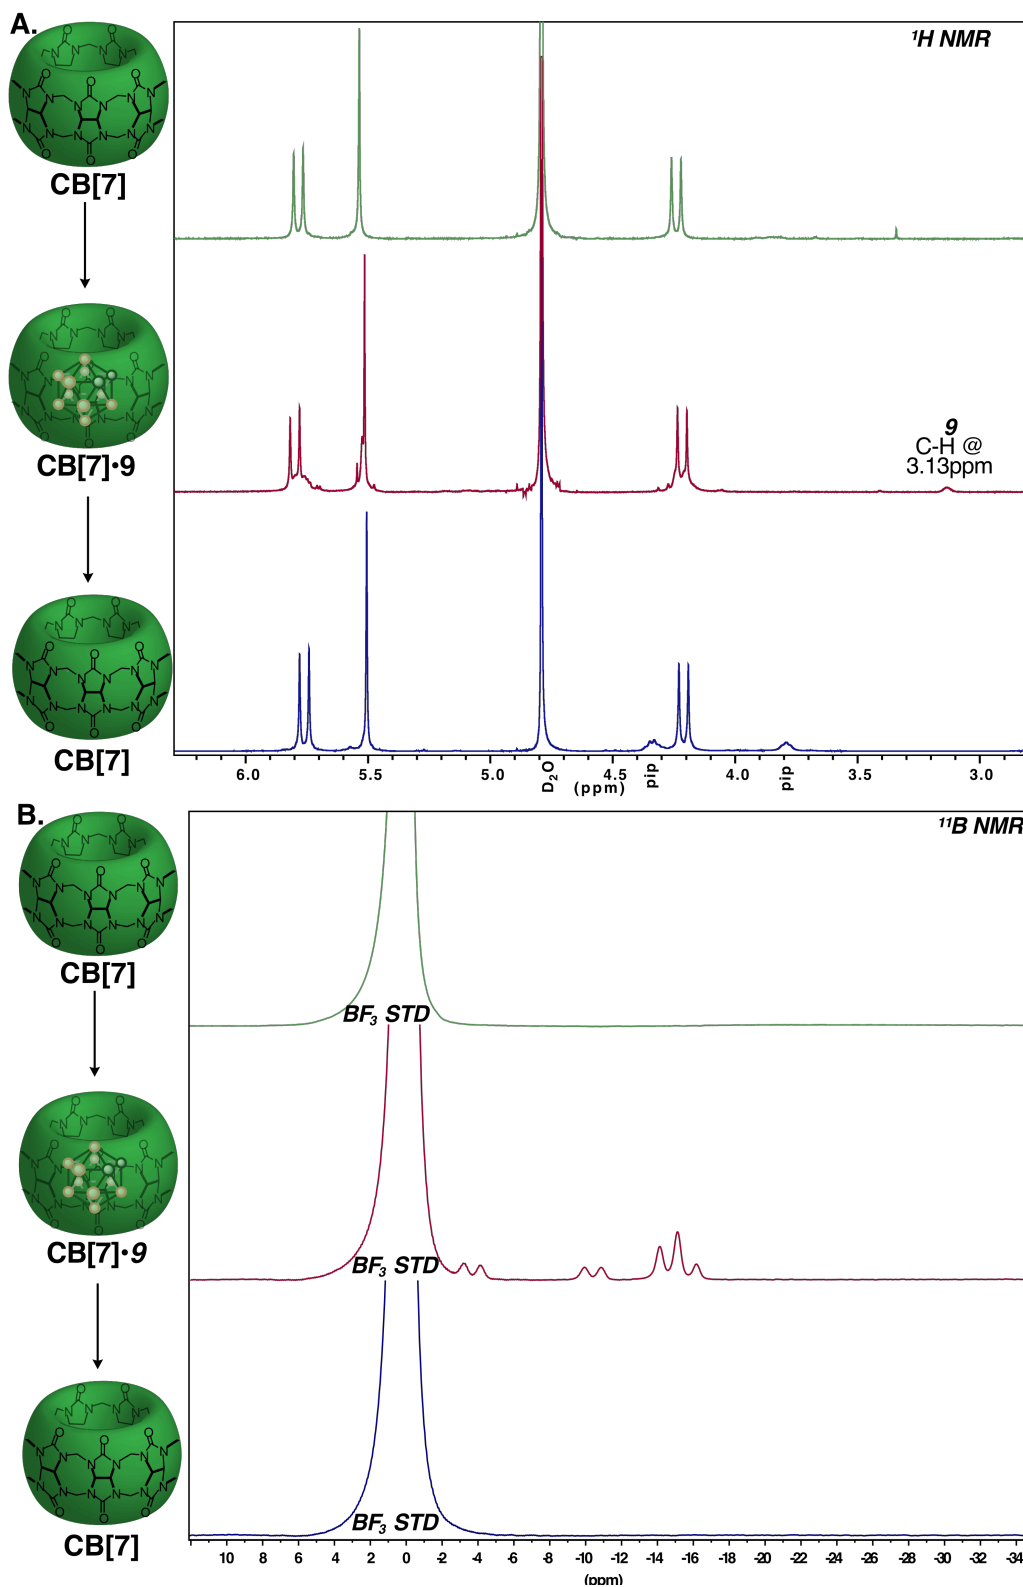 A.
¹H NMR
CB[7]
CB[7]•9
9
C-H @
3.13ppm
CB[7]
6.0 5.5 5.0 4.5 4.0 3.5 3.0
D₂O (ppm) pip pip
B.
¹¹B NMR
CB[7]
BF₃ STD
CB[7]•9
BF₃ STD
CB[7]
BF₃ STD
10 8 6 4 2 0 -2 -4 -6 -8 -10 -12 -14 -16 -18 -20 -22 -24 -26 -28 -30 -32 -34
(ppm)